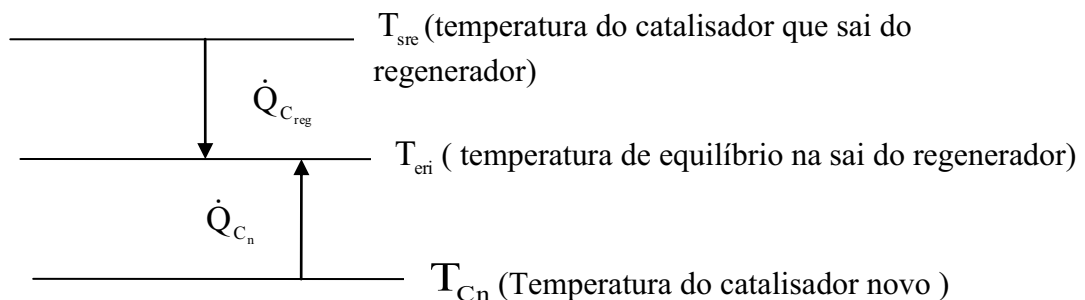 T_sre (temperatura do catalisador que sai do
regenerador)
Q̇_C_reg
T_eri ( temperatura de equilíbrio na sai do regenerador)
Q̇_C_n
T_Cn (Temperatura do catalisador novo )